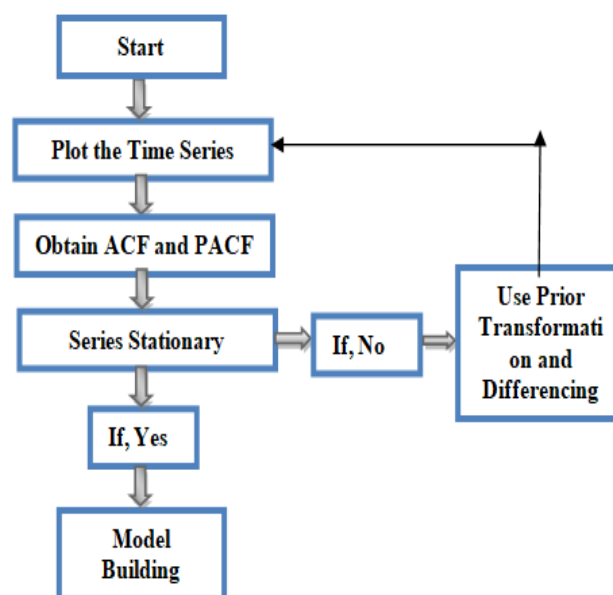 Start
Plot the Time Series
Obtain ACF and PACF
Series Stationary
If, No
Use Prior
Transformati
on and
Differencing
If, Yes
Model
Building